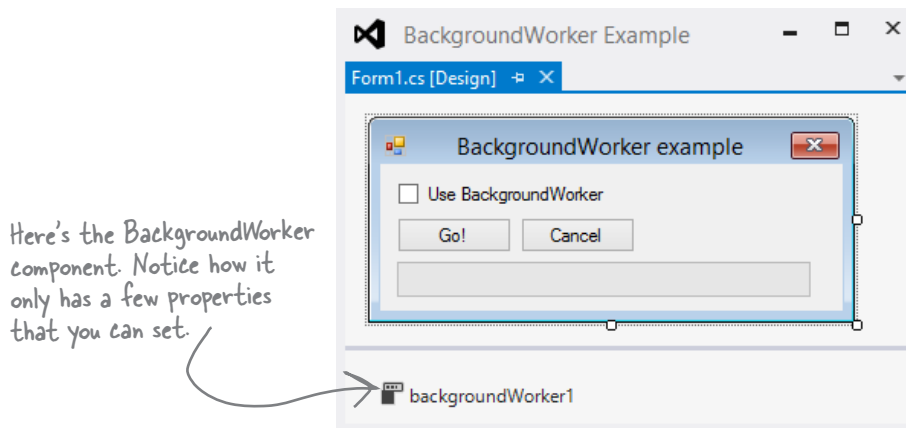 BackgroundWorker Example
Form1.cs [Design]
BackgroundWorker example
Use BackgroundWorker
Go!
Cancel
Here's the BackgroundWorker
component. Notice how it
only has a few properties
that you can set.
backgroundWorker1